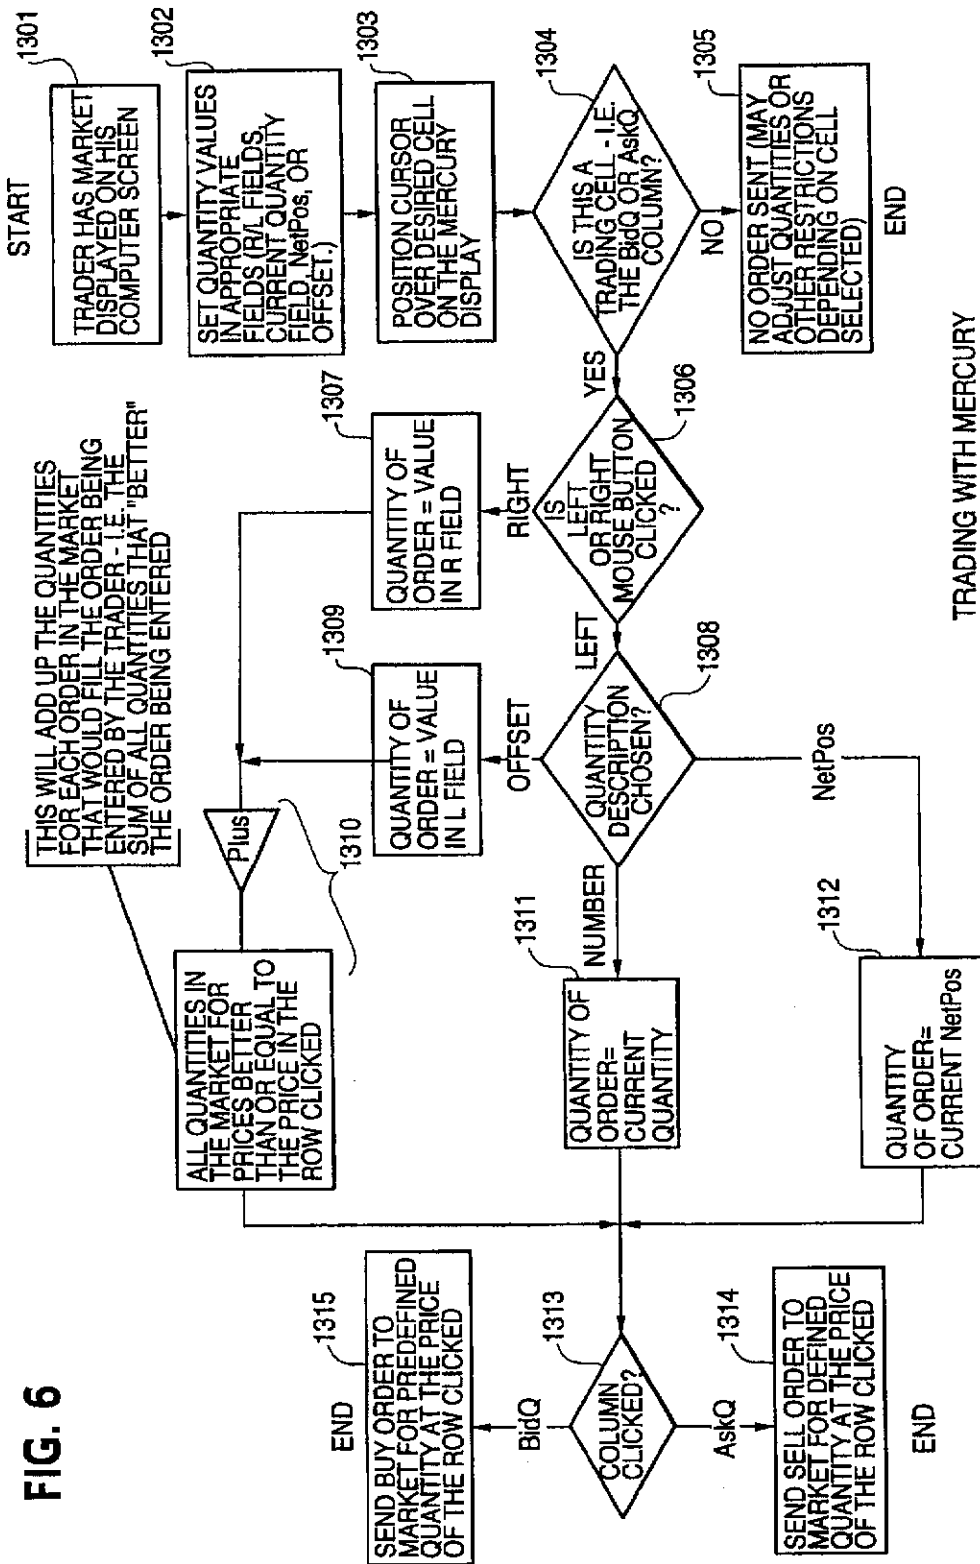 FIG. 6
START
1301
TRADER HAS MARKET
DISPLAYED ON HIS
COMPUTER SCREEN
1302
SET QUANTITY VALUES
IN APPROPRIATE
FIELDS (R/L FIELDS,
CURRENT QUANTITY
FIELD, NetPos, OR
OFFSET.)
1303
POSITION CURSOR
OVER DESIRED CELL
ON THE MERCURY
DISPLAY
1304
IS THIS A
TRADING CELL - I.E.
THE BidQ OR AskQ
COLUMN?
NO
1305
NO ORDER SENT (MAY
ADJUST QUANTITIES OR
OTHER RESTRICTIONS
DEPENDING ON CELL
SELECTED)
END
YES
1306
IS
LEFT
OR RIGHT
MOUSE BUTTON
CLICKED
?
RIGHT
1307
QUANTITY OF
ORDER = VALUE
IN R FIELD
LEFT
1308
QUANTITY
DESCRIPTION
CHOSEN?
OFFSET
1309
QUANTITY OF
ORDER = VALUE
IN L FIELD
Plus
1310
ALL QUANTITIES IN
THE MARKET FOR
PRICES BETTER
THAN OR EQUAL TO
THE PRICE IN THE
ROW CLICKED
THIS WILL ADD UP THE QUANTITIES
FOR EACH ORDER IN THE MARKET
THAT WOULD FILL THE ORDER BEING
ENTERED BY THE TRADER - I.E. THE
SUM OF ALL QUANTITIES THAT "BETTER"
THE ORDER BEING ENTERED
NUMBER
1311
QUANTITY OF
ORDER=
CURRENT
QUANTITY
NetPos
1312
QUANTITY
OF ORDER=
CURRENT NetPos
1313
COLUMN
CLICKED?
BidQ
1315
SEND BUY ORDER TO
MARKET FOR PREDEFINED
QUANTITY AT THE PRICE
OF THE ROW CLICKED
END
AskQ
1314
SEND SELL ORDER TO
MARKET FOR DEFINED
QUANTITY AT THE PRICE
OF THE ROW CLICKED
END
TRADING WITH MERCURY